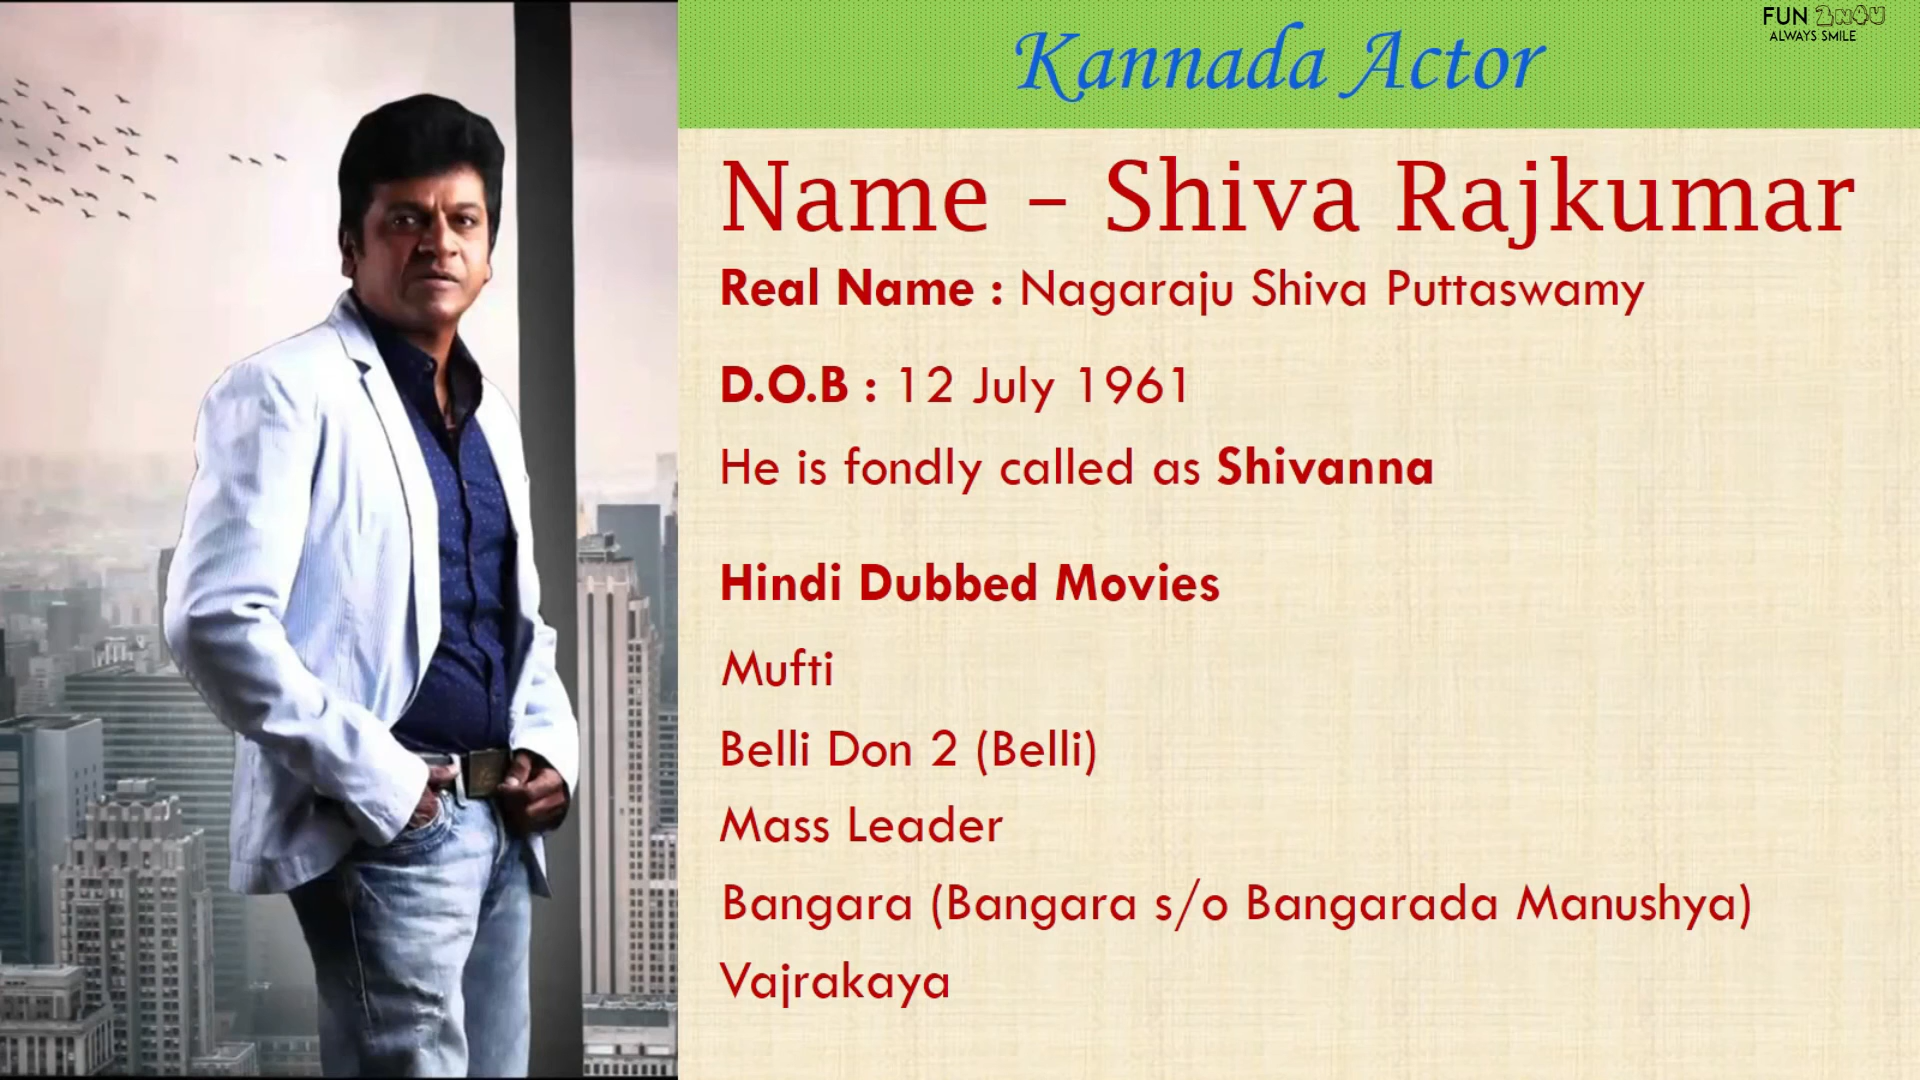 Kannada Actor
FUN 2n4U
ALWAYS SMILE
Name – Shiva Rajkumar
Real Name : Nagaraju Shiva Puttaswamy
D.O.B : 12 July 1961
He is fondly called as Shivanna
Hindi Dubbed Movies
Mufti
Belli Don 2 (Belli)
Mass Leader
Bangara (Bangara s/o Bangarada Manushya)
Vajrakaya